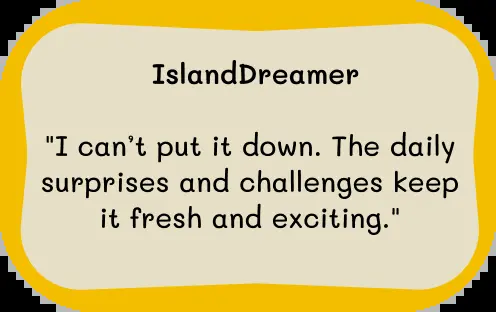 IslandDreamer
"I can’t put it down. The daily
surprises and challenges keep
it fresh and exciting."